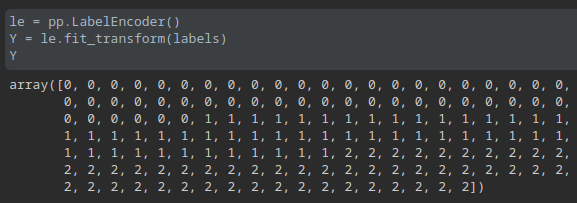 le = pp.LabelEncoder()
Y = le.fit_transform(labels)
Y
array([0, 0, 0, 0, 0, 0, 0, 0, 0, 0, 0, 0, 0, 0, 0, 0, 0, 0, 0, 0, 0, 0,
0, 0, 0, 0, 0, 0, 0, 0, 0, 0, 0, 0, 0, 0, 0, 0, 0, 0, 0, 0, 0, 0,
0, 0, 0, 0, 0, 0, 1, 1, 1, 1, 1, 1, 1, 1, 1, 1, 1, 1, 1, 1, 1, 1,
1, 1, 1, 1, 1, 1, 1, 1, 1, 1, 1, 1, 1, 1, 1, 1, 1, 1, 1, 1, 1, 1,
1, 1, 1, 1, 1, 1, 1, 1, 1, 1, 1, 1, 2, 2, 2, 2, 2, 2, 2, 2, 2, 2,
2, 2, 2, 2, 2, 2, 2, 2, 2, 2, 2, 2, 2, 2, 2, 2, 2, 2, 2, 2, 2, 2,
2, 2, 2, 2, 2, 2, 2, 2, 2, 2, 2, 2, 2, 2, 2, 2, 2, 2])